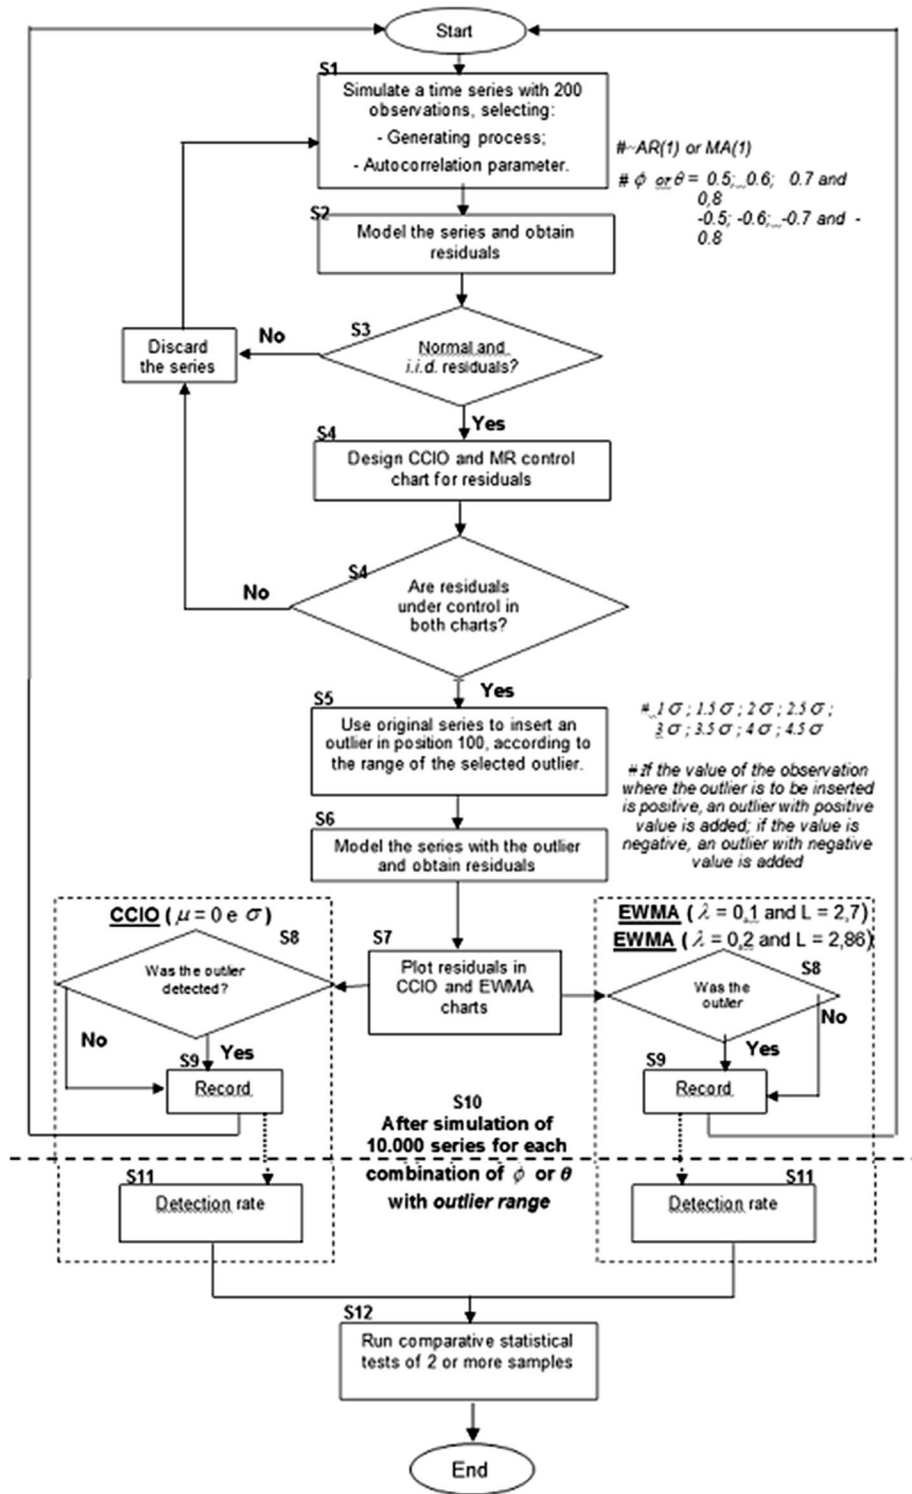 Start
S1
Simulate a time series with 200
observations, selecting:
- Generating process;
- Autocorrelation parameter.
#~AR(1) or MA(1)
# ϕ or θ = 0.5; 0.6; 0.7 and
0,8
-0.5; -0.6; -0.7 and -
0.8
S2
Model the series and obtain
residuals
S3
Normal and
i.i.d. residuals?
No
Discard
the series
Yes
S4
Design CCIO and MR control
chart for residuals
S4
Are residuals
under control in
both charts?
No
Yes
S5
Use original series to insert an
outlier in position 100, according to
the range of the selected outlier.
# 1 σ ; 1.5 σ ; 2 σ ; 2.5 σ ;
3 σ ; 3.5 σ ; 4 σ ; 4.5 σ
# If the value of the observation
where the outlier is to be inserted
is positive, an outlier with positive
value is added; if the value is
negative, an outlier with negative
value is added
S6
Model the series with the outlier
and obtain residuals
CCIO ( μ = 0 e σ )
S8
Was the outlier
detected?
No
Yes
S9
Record
S7
Plot residuals in
CCIO and EWMA
charts
EWMA ( λ = 0,1 and L = 2,7)
EWMA ( λ = 0,2 and L = 2,86)
S8
Was the
outlier
No
Yes
S9
Record
S10
After simulation of
10.000 series for each
combination of ϕ or θ
with outlier range
S11
Detection rate
S11
Detection rate
S12
Run comparative statistical
tests of 2 or more samples
End